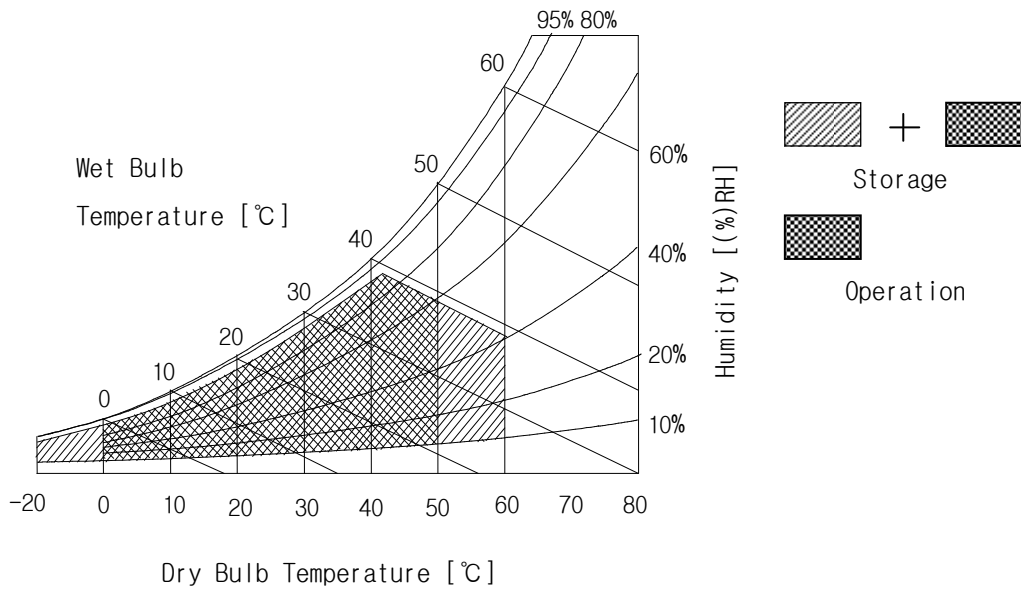 95% 80%
60
50
60%
Wet Bulb
Temperature [℃]
Storage
40
40%
30
Operation
20
20%
10
0
10%
Humidity [(%)RH]
-20 0 10 20 30 40 50 60 70 80
Dry Bulb Temperature [℃]